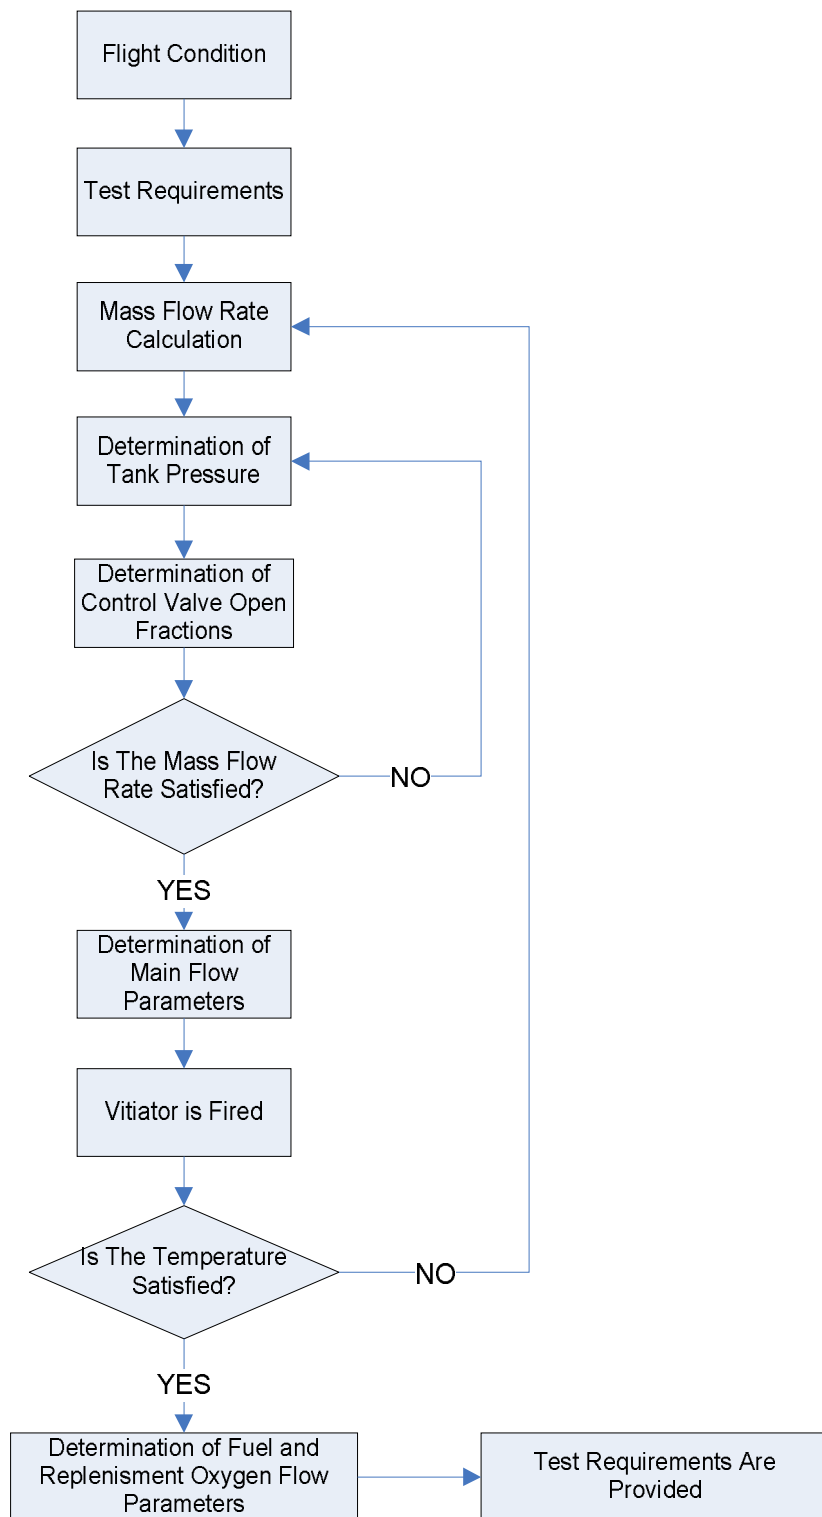 Flight Condition
Test Requirements
Mass Flow Rate
Calculation
Determination of
Tank Pressure
Determination of
Control Valve Open
Fractions
Is The Mass Flow
Rate Satisfied?
NO
YES
Determination of
Main Flow
Parameters
Vitiator is Fired
Is The Temperature
Satisfied?
NO
YES
Determination of Fuel and
Replenisment Oxygen Flow
Parameters
Test Requirements Are
Provided